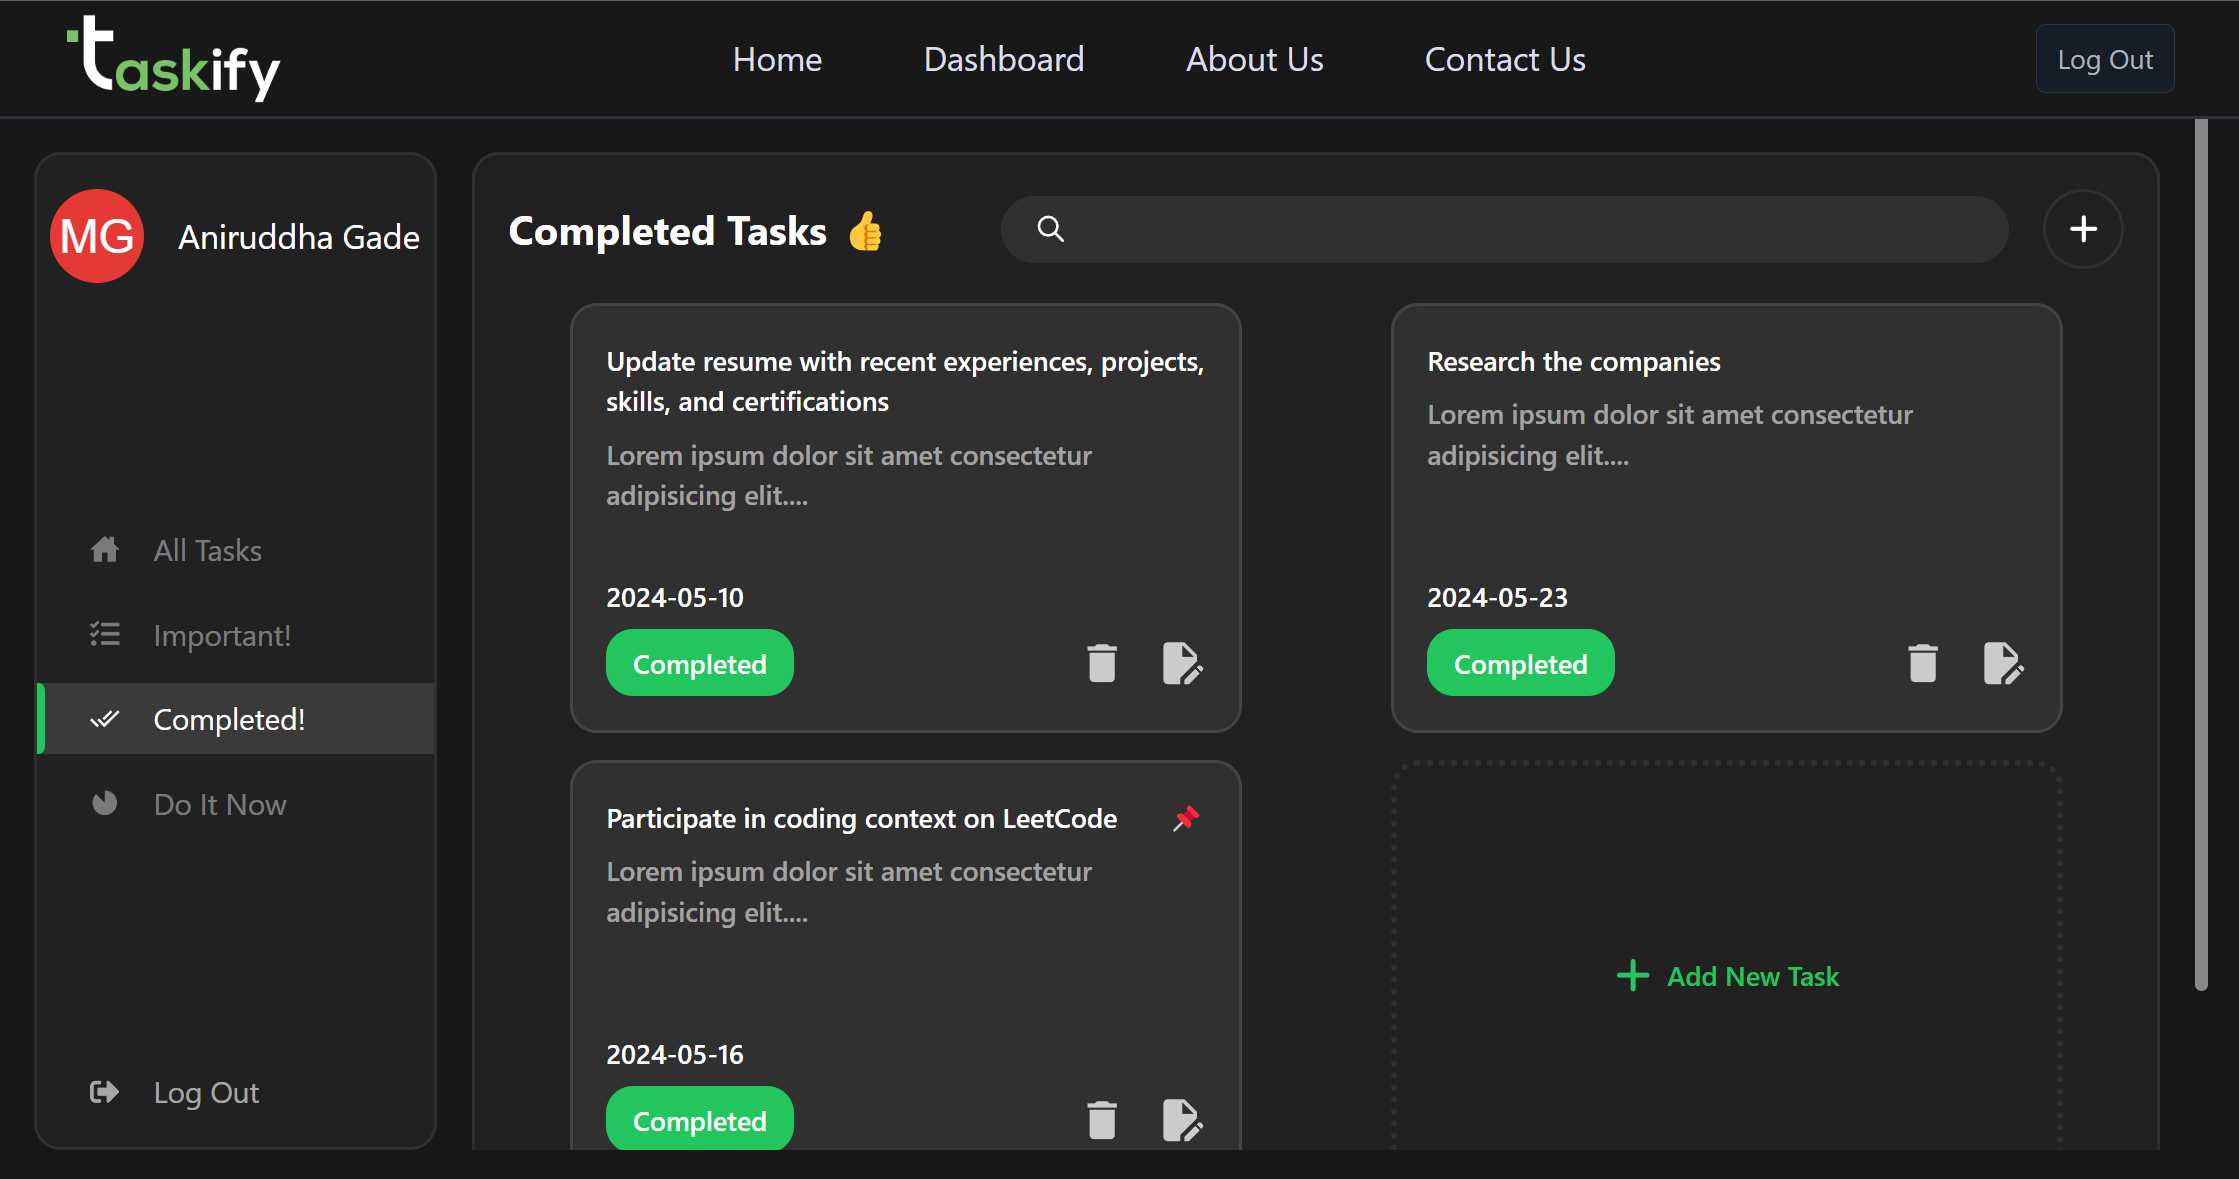 taskify
Home
Dashboard
About Us
Contact Us
Log Out
MG
Aniruddha Gade
All Tasks
Important!
Completed!
Do It Now
Log Out
Completed Tasks 👍
Update resume with recent experiences, projects,
skills, and certifications
Lorem ipsum dolor sit amet consectetur
adipisicing elit....
2024-05-10
Completed
Research the companies
Lorem ipsum dolor sit amet consectetur
adipisicing elit....
2024-05-23
Completed
Participate in coding context on LeetCode 📌
Lorem ipsum dolor sit amet consectetur
adipisicing elit....
2024-05-16
Completed
Add New Task